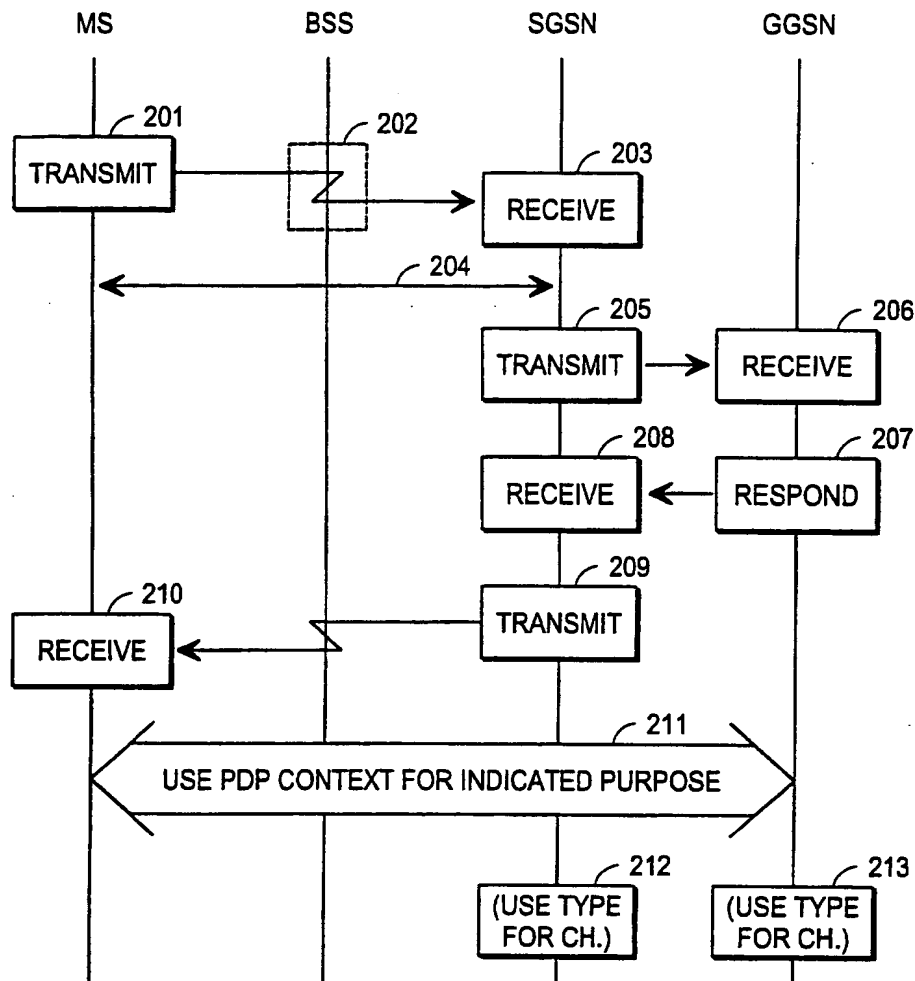 MS BSS SGSN GGSN
201 202 203
TRANSMIT RECEIVE
204
205 206
TRANSMIT RECEIVE
208 207
RECEIVE RESPOND
209
210 TRANSMIT
RECEIVE
211
USE PDP CONTEXT FOR INDICATED PURPOSE
212 213
(USE TYPE (USE TYPE
FOR CH.) FOR CH.)